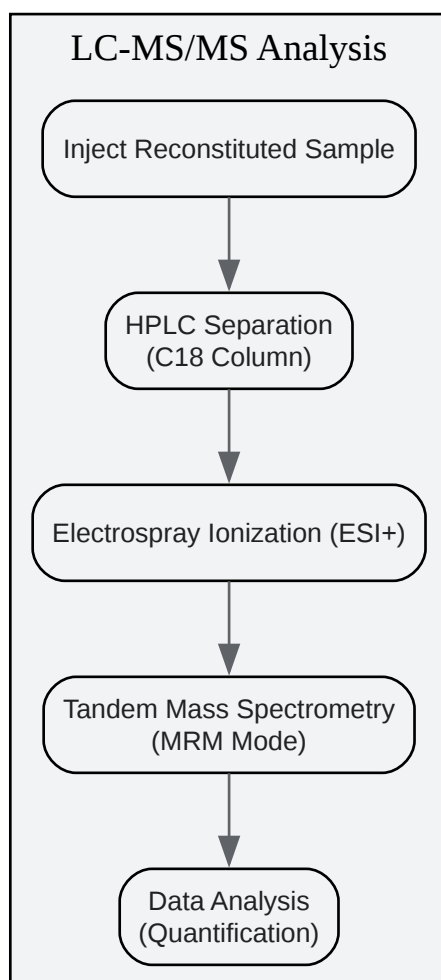 LC-MS/MS Analysis
Inject Reconstituted Sample
HPLC Separation
(C18 Column)
Electrospray Ionization (ESI+)
Tandem Mass Spectrometry
(MRM Mode)
Data Analysis
(Quantification)